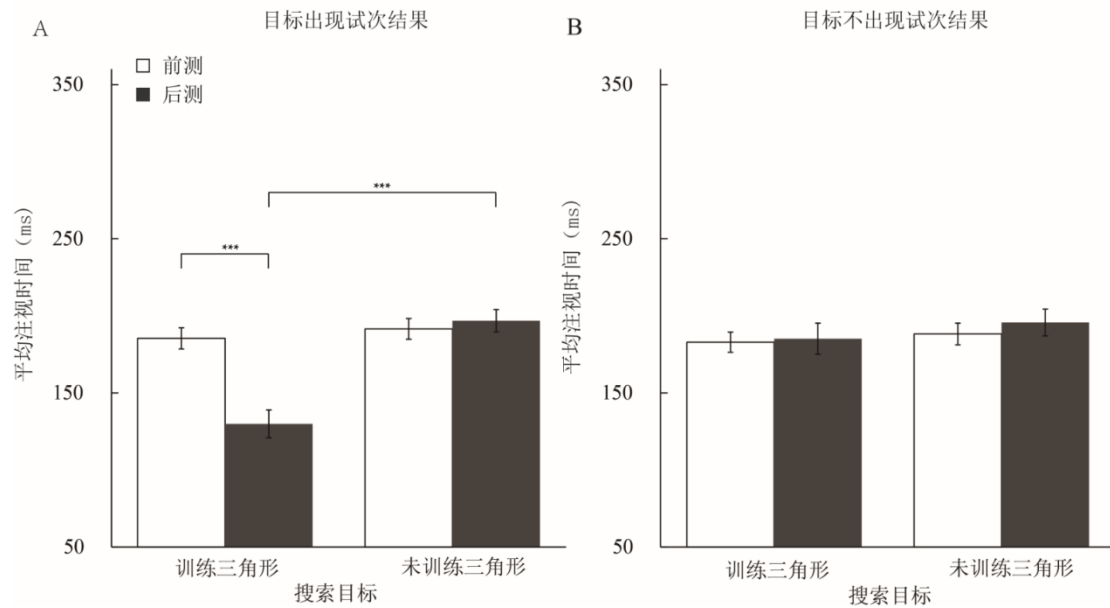 A
目标出现试次结果
前测
后测
350
250
150
50
平均注视时间（ms）
***
***
训练三角形
未训练三角形
搜索目标
B
目标不出现试次结果
350
250
150
50
平均注视时间（ms）
训练三角形
未训练三角形
搜索目标